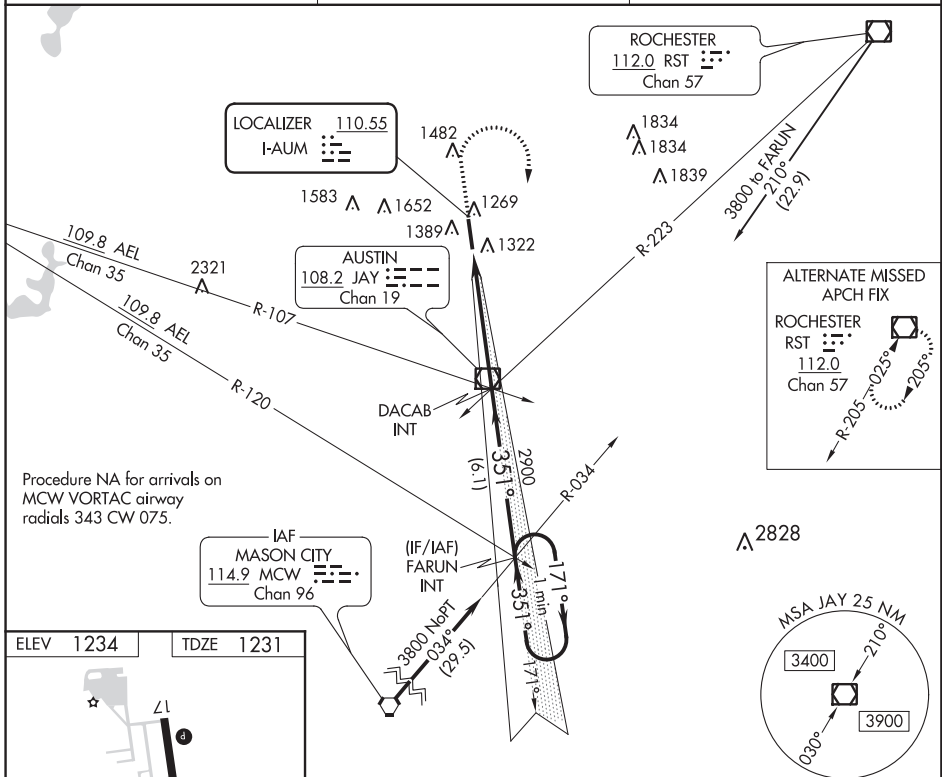 ROCHESTER
112.0 RST
Chan 57
LOCALIZER 110.55
I-AUM
1482
1834
1834
1839
3800 to FARUN
210°
(22.9)
1583
1652
1269
1389
1322
R-223
109.8 AEL
Chan 35
2321
R-107
AUSTIN
108.2 JAY
Chan 19
109.8 AEL
Chan 35
R-120
ALTERNATE MISSED
APCH FIX
ROCHESTER
RST
112.0
Chan 57
R-205
025°
205°
DACAB
INT
351°
(6.1)
2900
R-034
Procedure NA for arrivals on
MCW VORTAC airway
radials 343 CW 075.
2828
IAF
MASON CITY
114.9 MCW
Chan 96
(IF/IAF)
FARUN
INT
171°
1 min
351°
171°
3800 NoPT
034°
(29.5)
MSA JAY 25 NM
210°
3400
3900
030°
ELEV 1234
TDZE 1231
17
P